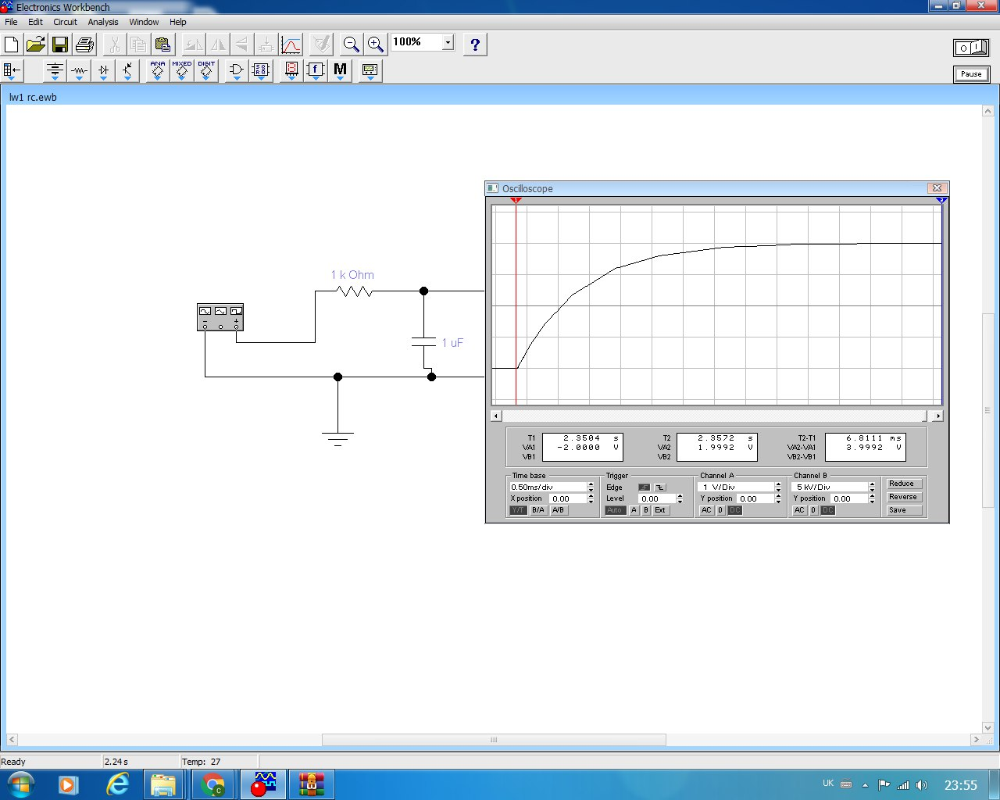 Electronics Workbench
File Edit Circuit Analysis Window Help
100% ?
ANA MIXED DIGIT f M
Pause
lw1 rc.ewb
Oscilloscope
1 k Ohm
1 uF
T1 2.3504 s T2 2.3572 s T2-T1 6.8111 ms
VA1 -2.0000 V VA2 1.9992 V VA2-VA1 3.9992 V
VB1 VB2 VB2-VB1
Time base Trigger Channel A Channel B
0.50ms/div Edge 1 V/Div 5 kV/Div Reduce
X position 0.00 Level 0.00 Y position 0.00 Y position 0.00 Reverse
Y/T B/A A/B Auto A B Ext AC 0 DC AC 0 DC Save
Ready 2.24 s Temp: 27
UK 23:55